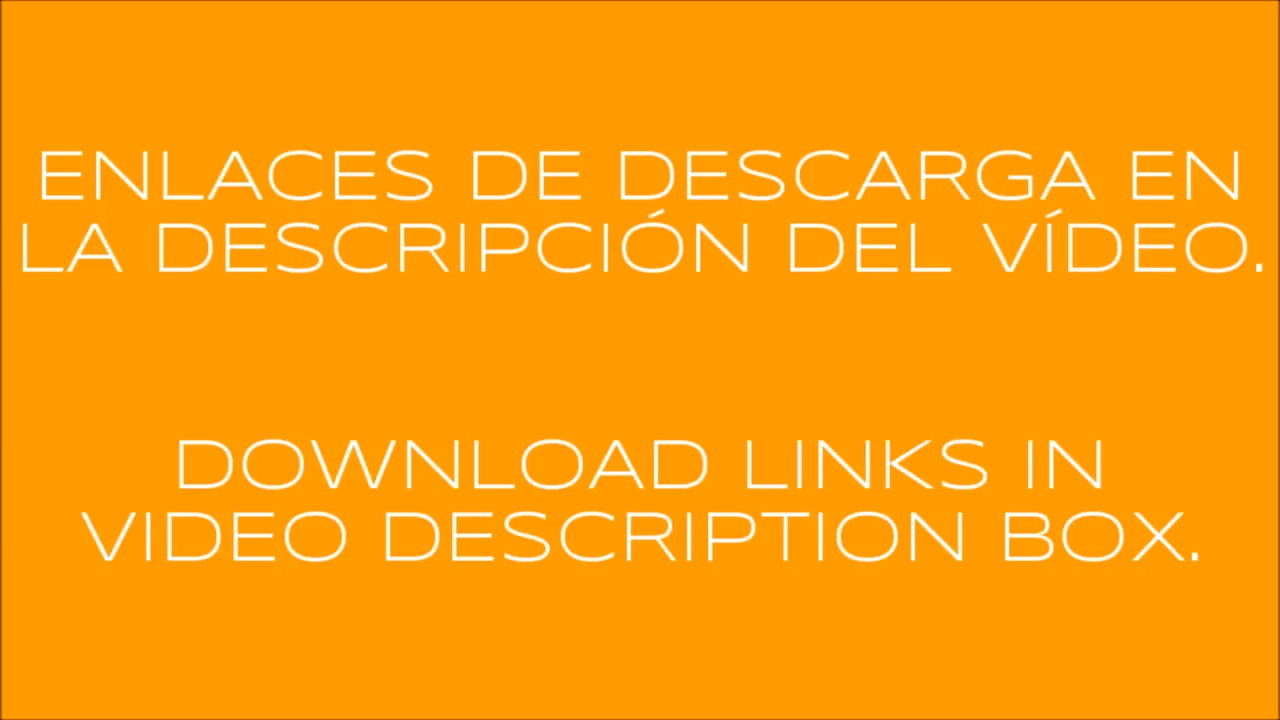 ENLACES DE DESCARGA EN
LA DESCRIPCIÓN DEL VÍDEO.
DOWNLOAD LINKS IN
VIDEO DESCRIPTION BOX.